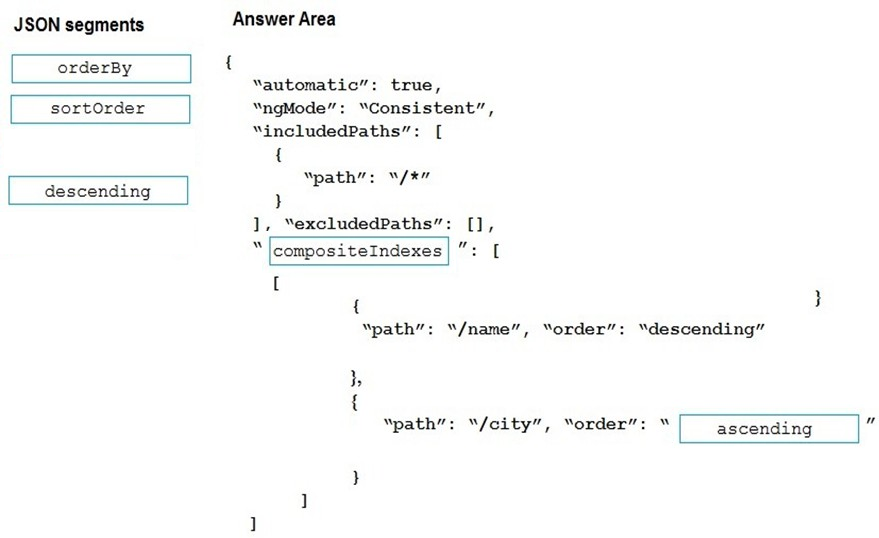 JSON segments
orderBy
sortOrder
descending
Answer Area
{
“automatic”: true,
“ngMode”: “Consistent”,
“includedPaths”: [
{
“path”: “/*”
}
], “excludedPaths”: [],
“ compositeIndexes ”: [
[
}
{
“path”: “/name”, “order”: “descending”
},
{
“path”: “/city”, “order”: “ ascending ”
}
]
]